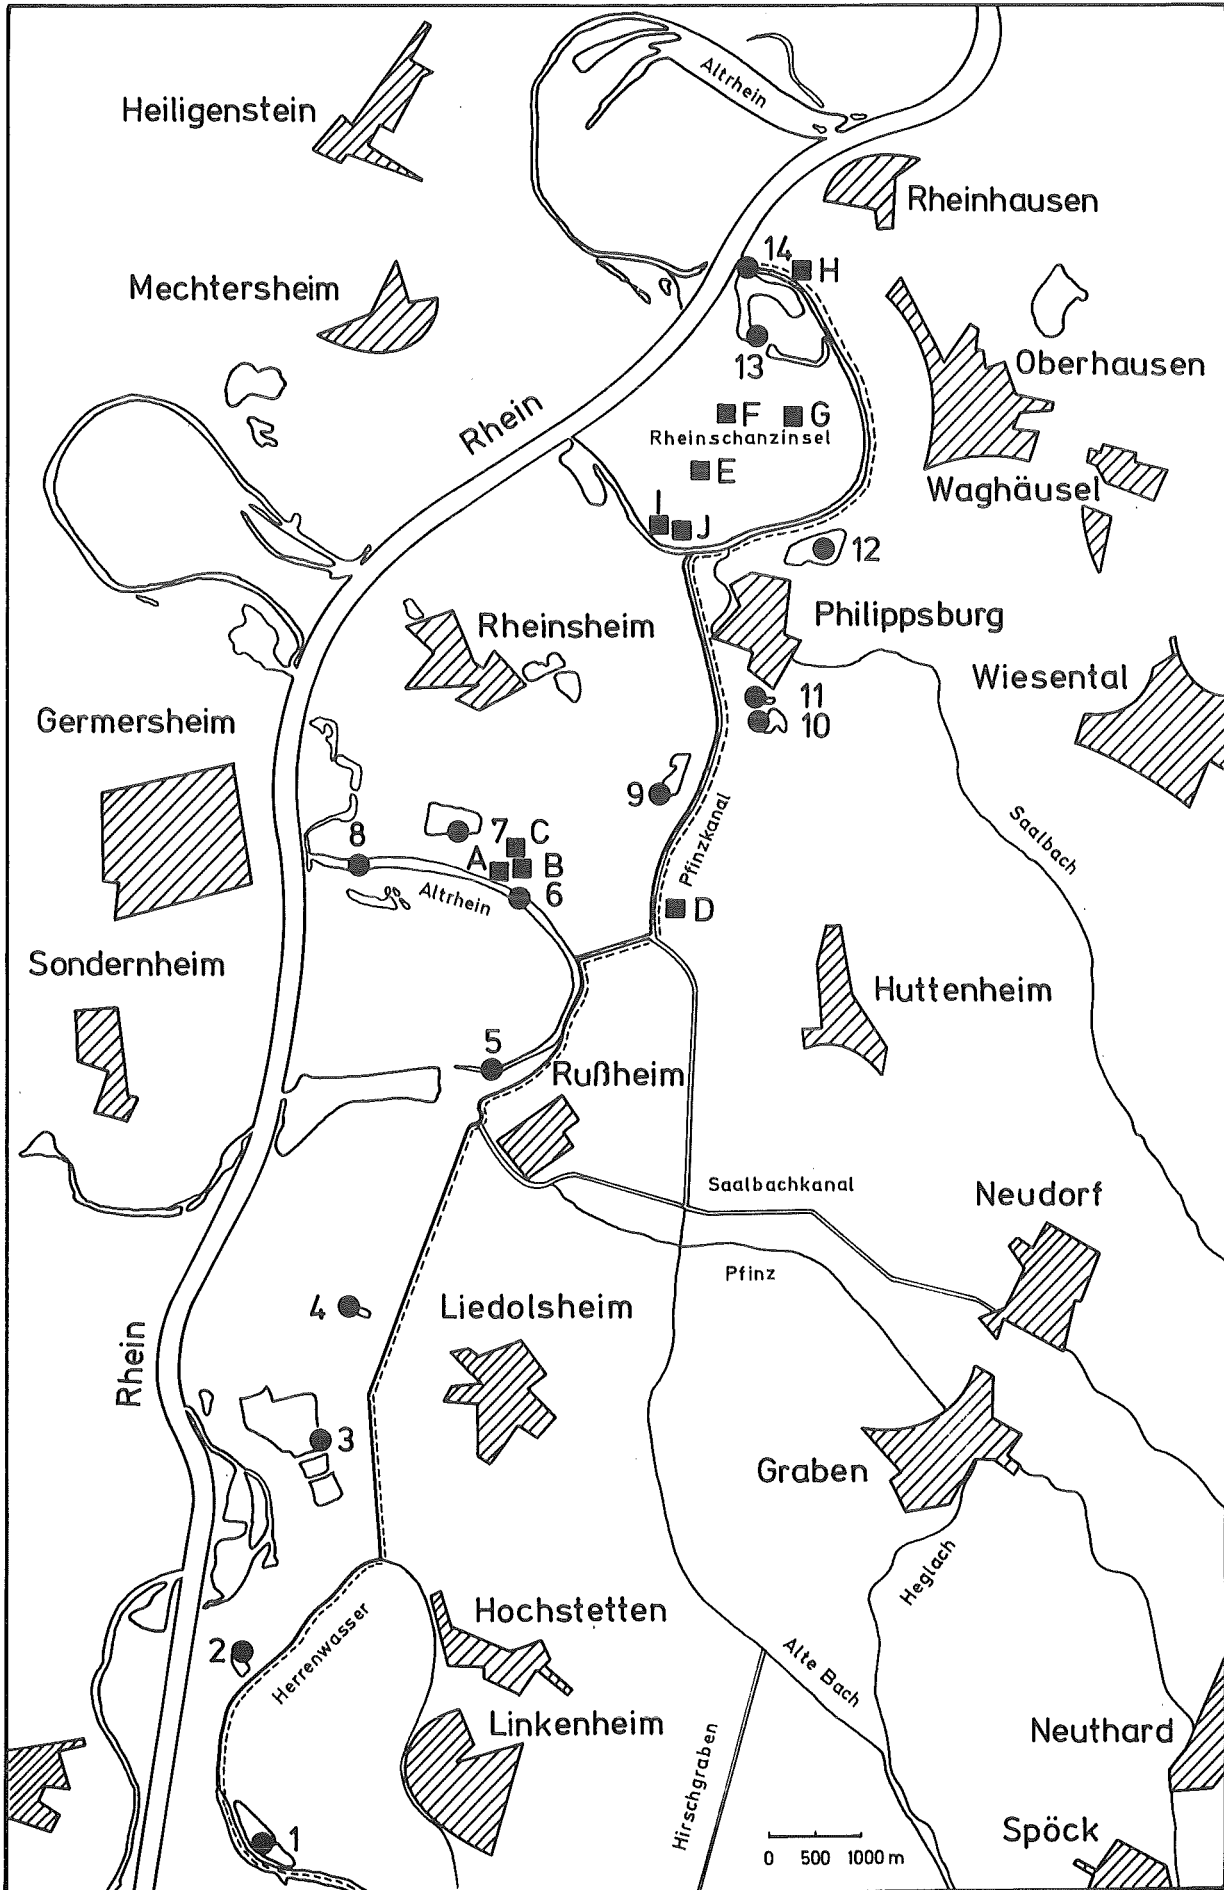 Altrhein
Heiligenstein
Rheinhausen
14
H
Mechtersheim
13
Oberhausen
Rhein
F
G
Rheinschanzinsel
E
Waghäusel
I
J
12
Philippsburg
Rheinsheim
Wiesental
11
10
Germersheim
9
Pfinzkanal
Saalbach
8
7
C
A
B
6
Altrhein
D
Sondernheim
Huttenheim
5
Rußheim
Saalbachkanal
Neudorf
Pfinz
4
Liedolsheim
Rhein
3
Graben
Heglach
Hochstetten
2
Herrenwasser
Alte Bach
Linkenheim
Neuthard
Hirschgraben
1
Spöck
0 500 1000 m